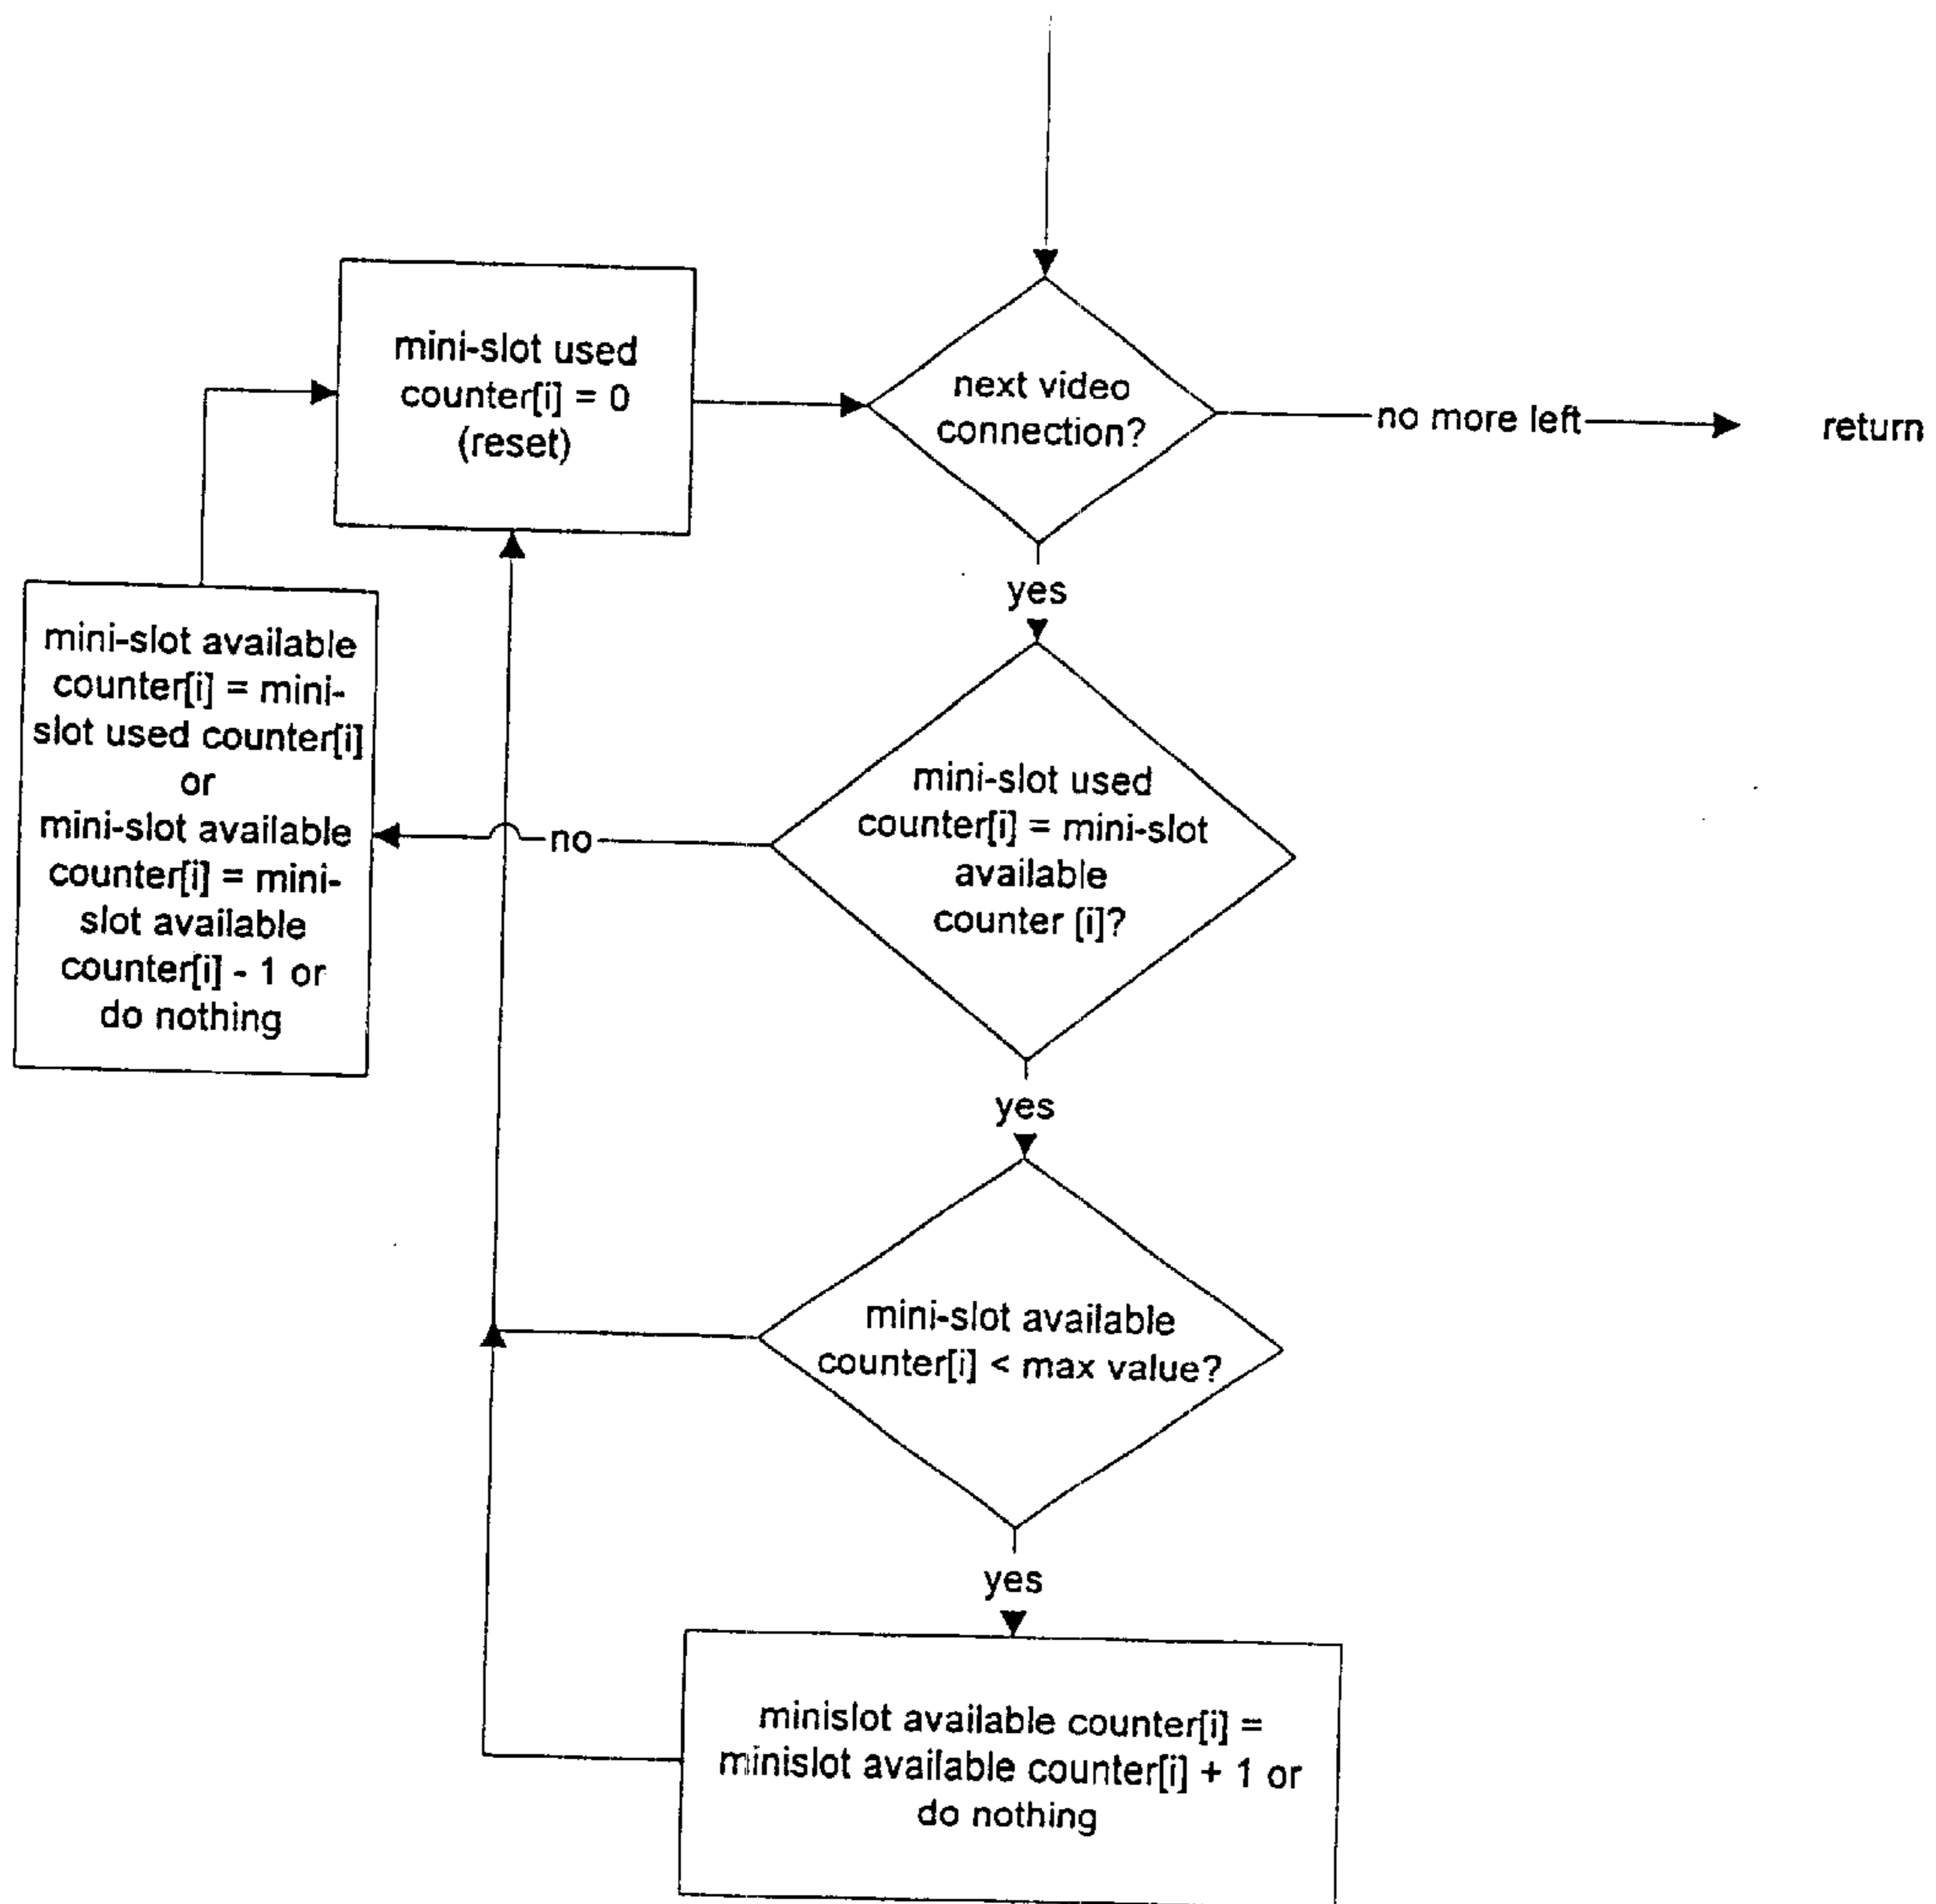 mini-slot used
counter[i] = 0
(reset)
next video
connection?
no more left
return
yes
mini-slot available
counter[i] = mini-
slot used counter[i]
or
mini-slot available
counter[i] = mini-
slot available
counter[i] - 1 or
do nothing
no
mini-slot used
counter[i] = mini-slot
available
counter [i]?
yes
mini-slot available
counter[i] < max value?
yes
minislot available counter[i] =
minislot available counter[i] + 1 or
do nothing